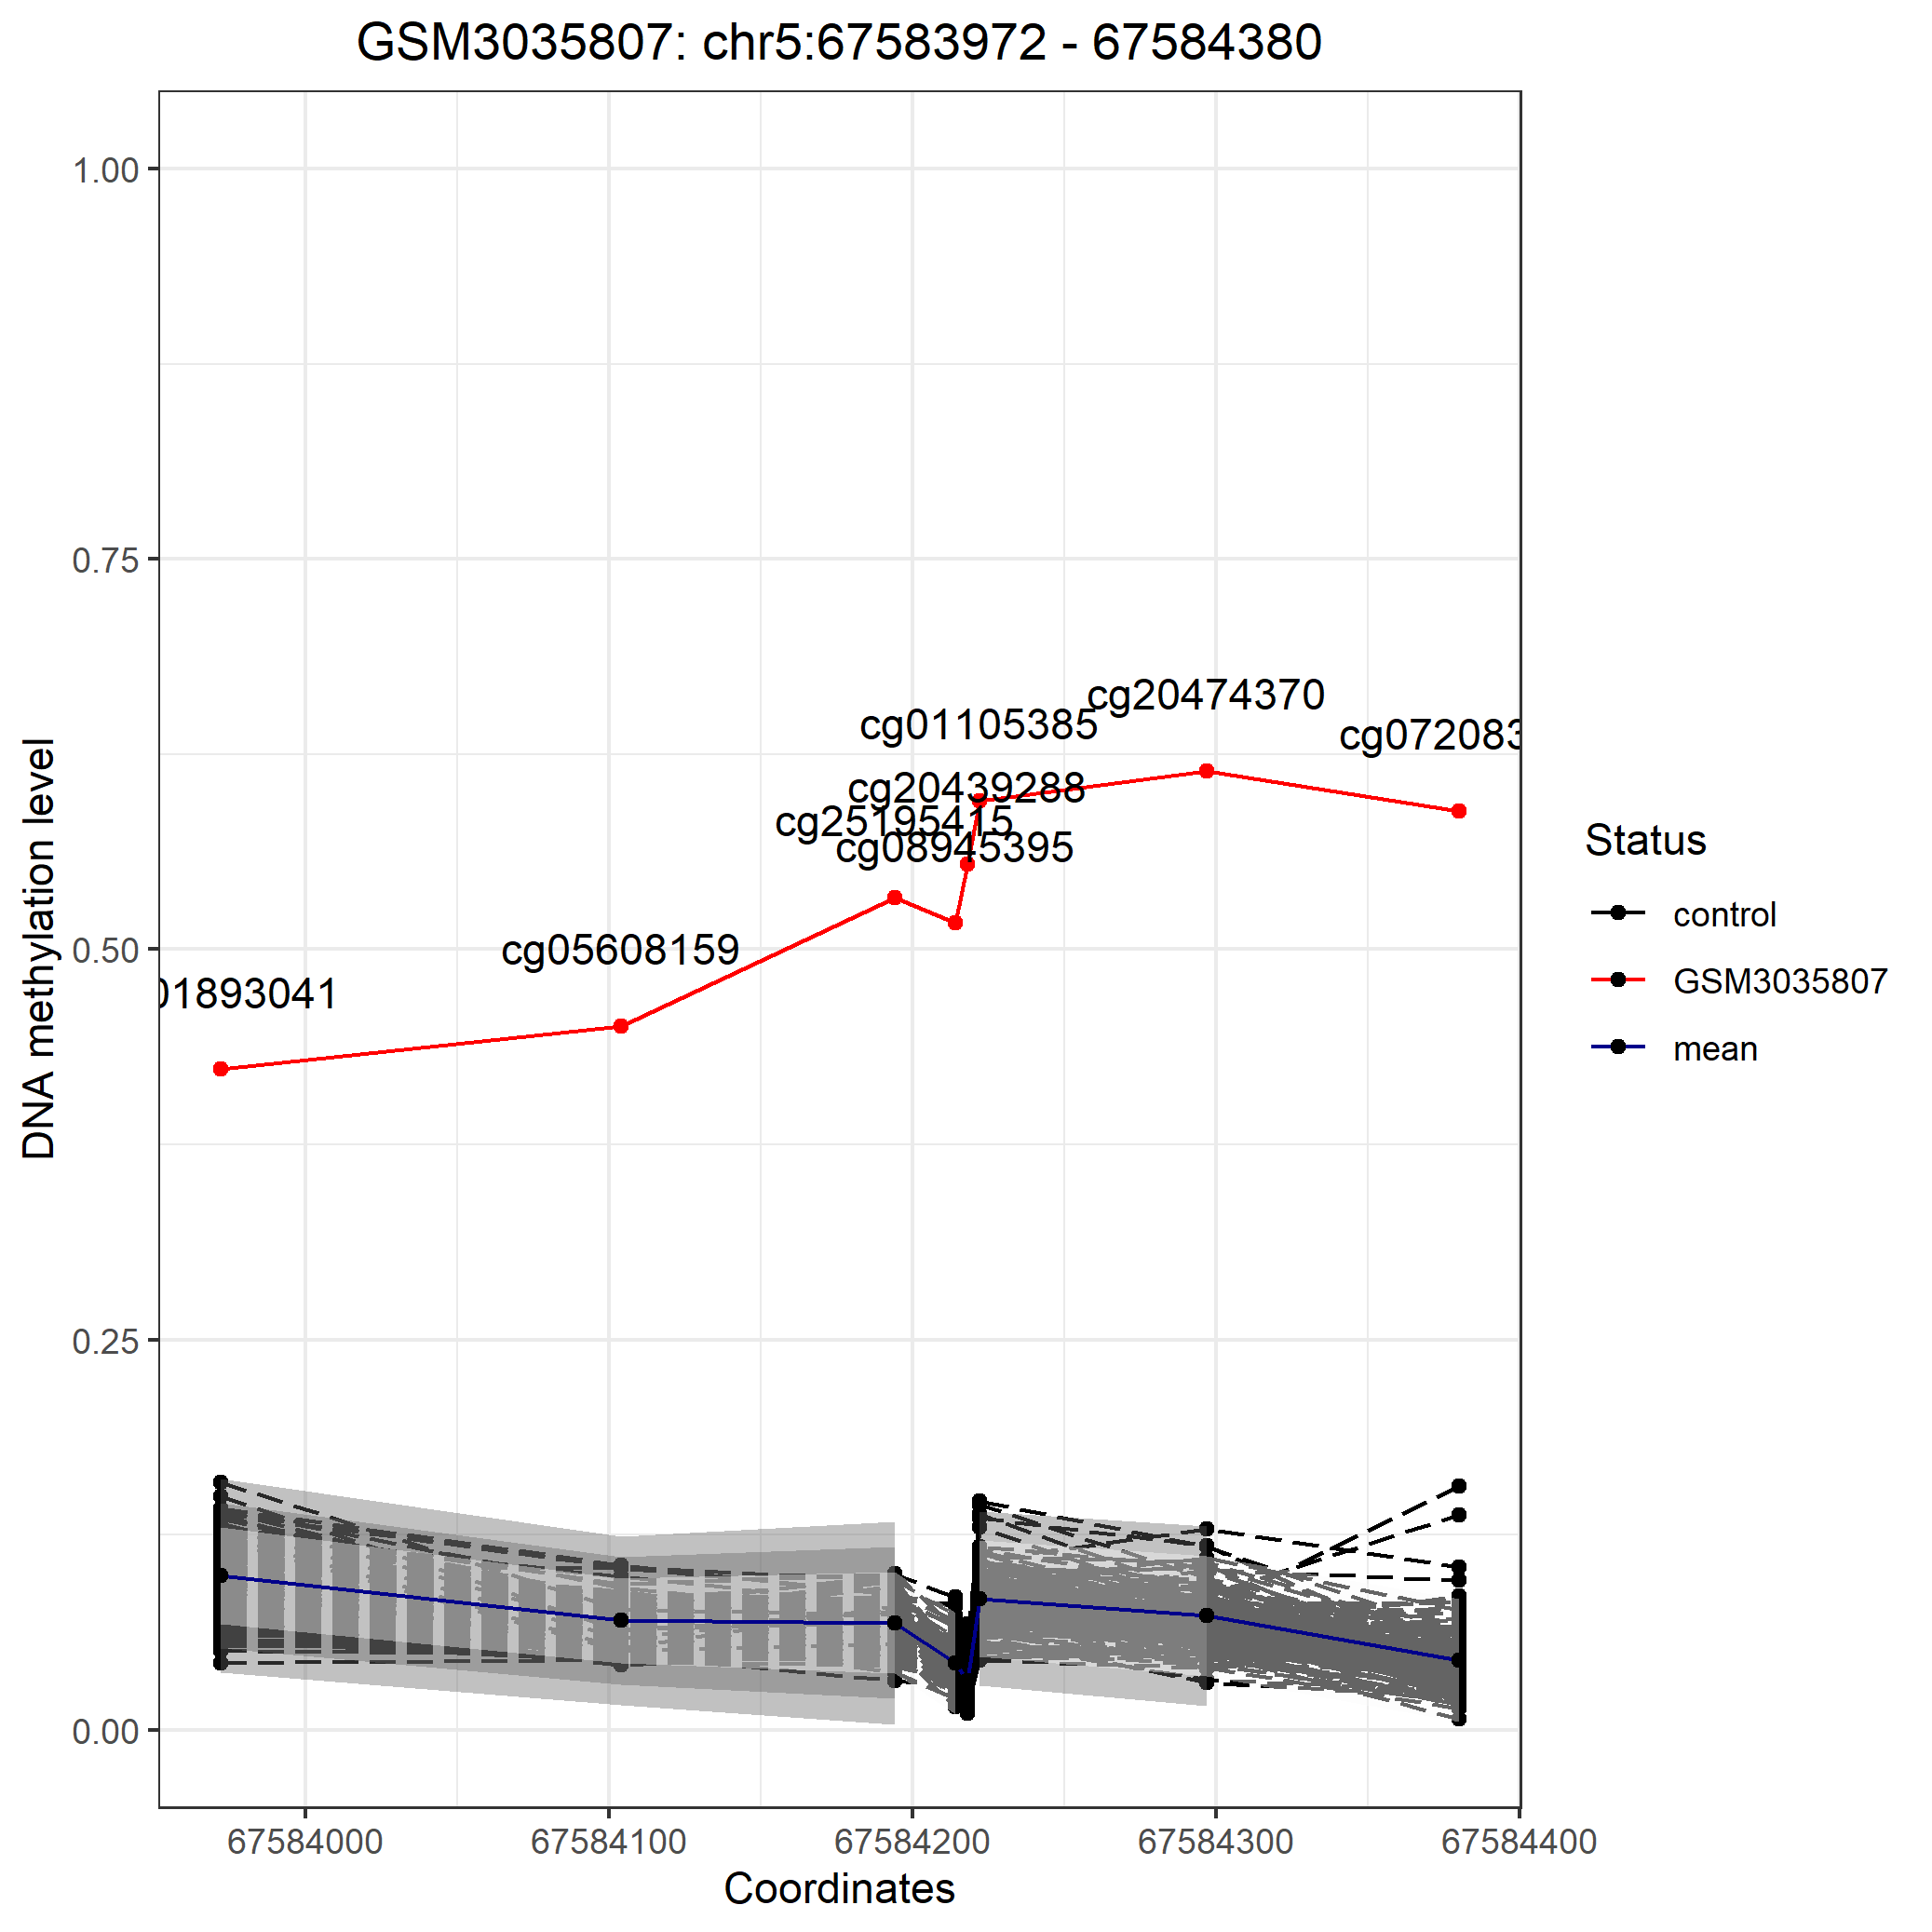 GSM3035807: chr5:67583972 - 67584380
1.00
0.75
0.50
0.25
0.00
DNA methylation level
cg20474370
cg01105385
cg072083
cg20439288
cg25195415
cg08945395
cg05608159
01893041
67584000
67584100
67584200
67584300
67584400
Coordinates
Status
control
GSM3035807
mean